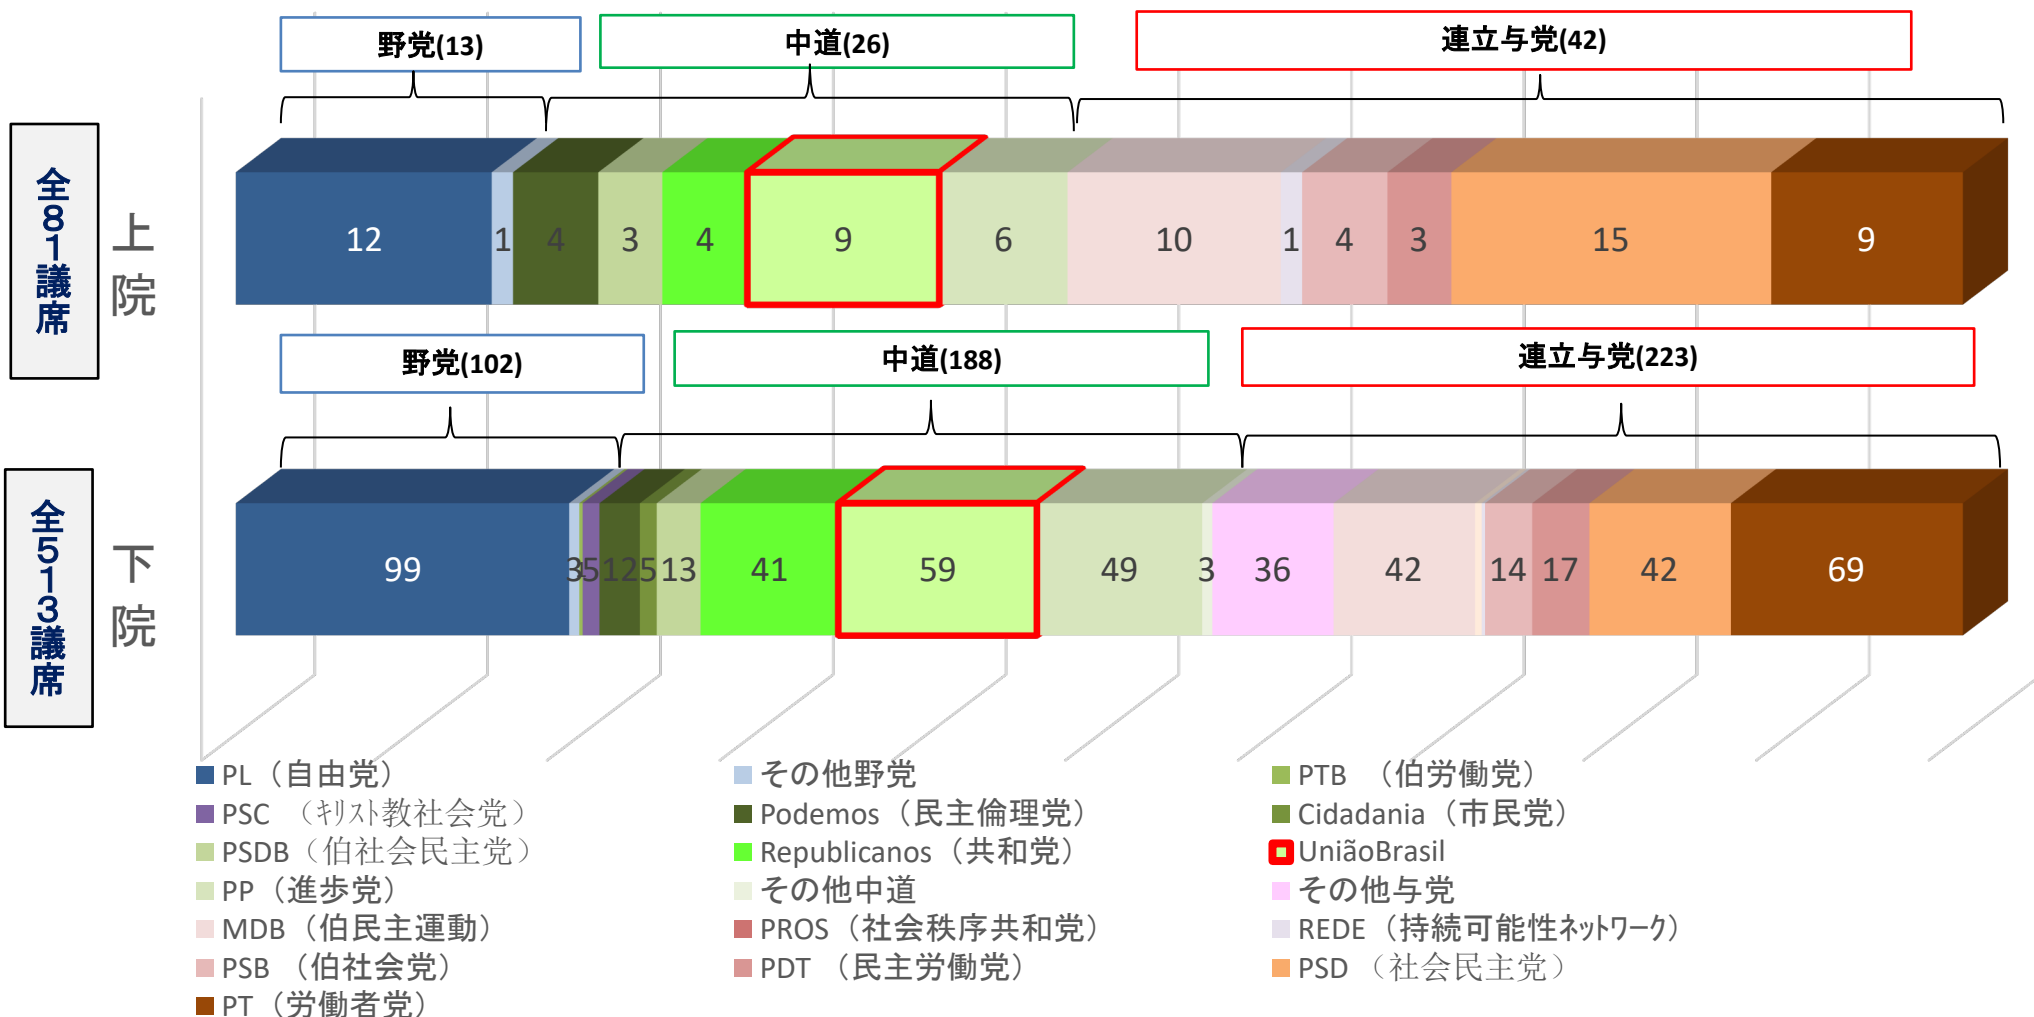 野党(13)
中道(26)
連立与党(42)
全81議席
上院
12 1 4 3 4 9 6 10 1 4 3 15 9
野党(102)
中道(188)
連立与党(223)
全513議席
下院
99 3 5 12 5 13 41 59 49 3 36 42 14 17 42 69
PL（自由党） その他野党 PTB （伯労働党）
PSC （ｷﾘｽﾄ教社会党） Podemos（民主倫理党） Cidadania（市民党）
PSDB（伯社会民主党） Republicanos（共和党） UniãoBrasil
PP（進歩党） その他中道 その他与党
MDB（伯民主運動） PROS（社会秩序共和党） REDE（持続可能性ﾈｯﾄﾜｰｸ）
PSB （伯社会党） PDT （民主労働党） PSD （社会民主党）
PT（労働者党）